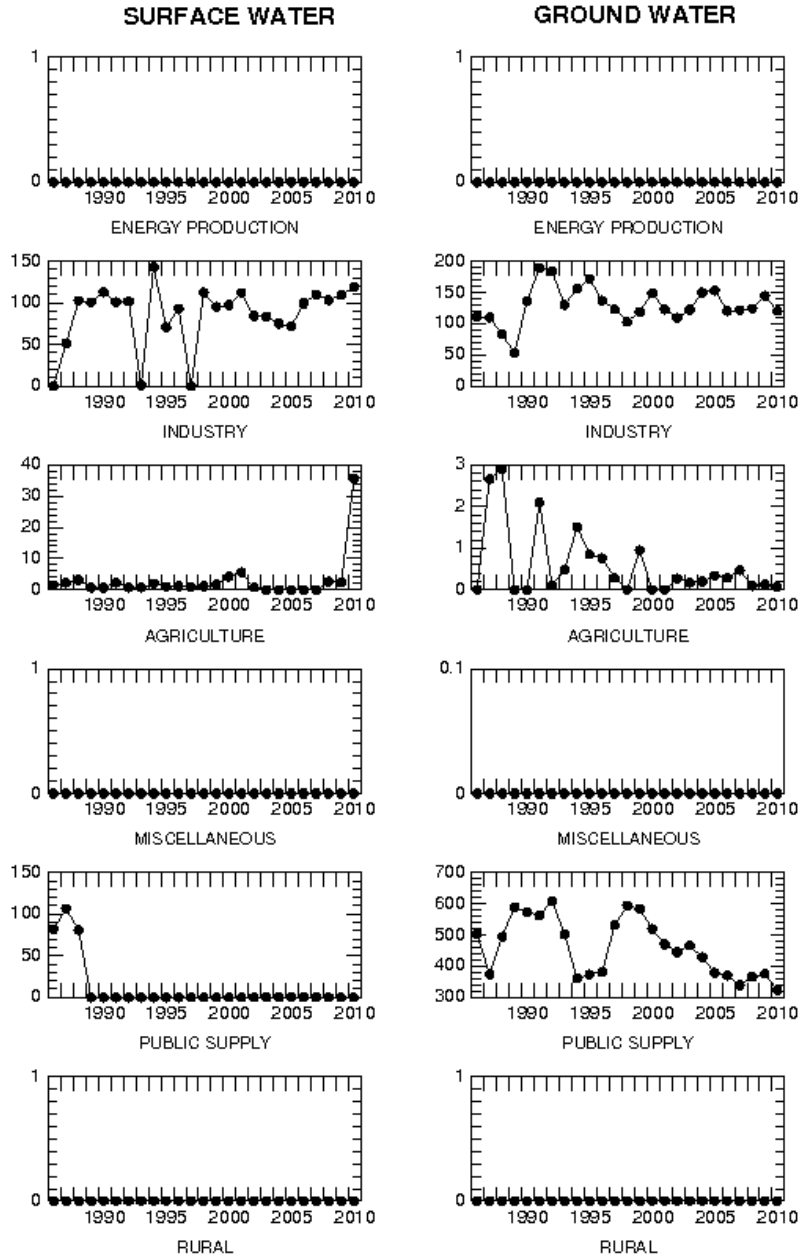 SURFACE WATER GROUND WATER
1 1
0 0
1990 1995 2000 2005 2010 1990 1995 2000 2005 2010
ENERGY PRODUCTION ENERGY PRODUCTION
150 200
100 150
50 100
0 50
0
1990 1995 2000 2005 2010 1990 1995 2000 2005 2010
INDUSTRY INDUSTRY
40 3
30 2
20 1
10 0
0
1990 1995 2000 2005 2010 1990 1995 2000 2005 2010
AGRICULTURE AGRICULTURE
1 0.1
0 0
1990 1995 2000 2005 2010 1990 1995 2000 2005 2010
MISCELLANEOUS MISCELLANEOUS
150 700
100 600
50 500
0 400
300
1990 1995 2000 2005 2010 1990 1995 2000 2005 2010
PUBLIC SUPPLY PUBLIC SUPPLY
1 1
0 0
1990 1995 2000 2005 2010 1990 1995 2000 2005 2010
RURAL RURAL